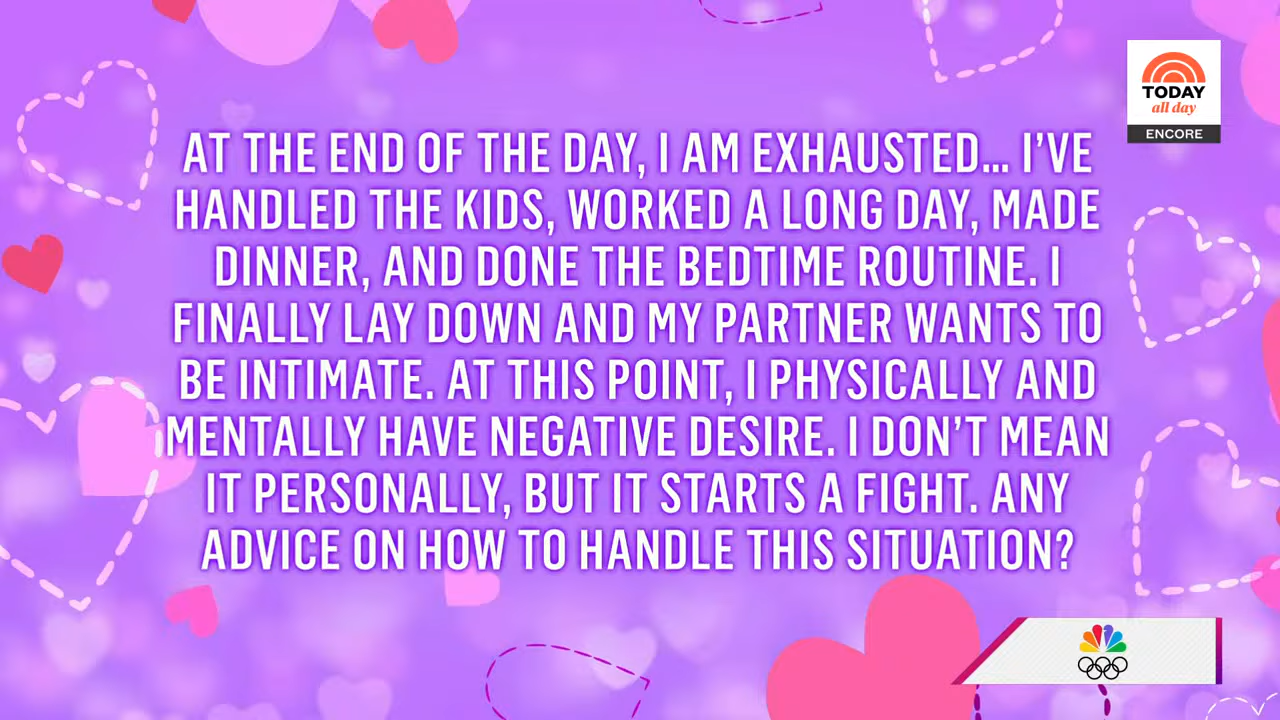 TODAY
all day
ENCORE
AT THE END OF THE DAY, I AM EXHAUSTED... I'VE
HANDLED THE KIDS, WORKED A LONG DAY, MADE
DINNER, AND DONE THE BEDTIME ROUTINE. I
FINALLY LAY DOWN AND MY PARTNER WANTS TO
BE INTIMATE. AT THIS POINT, I PHYSICALLY AND
MENTALLY HAVE NEGATIVE DESIRE. I DON'T MEAN
IT PERSONALLY, BUT IT STARTS A FIGHT. ANY
ADVICE ON HOW TO HANDLE THIS SITUATION?